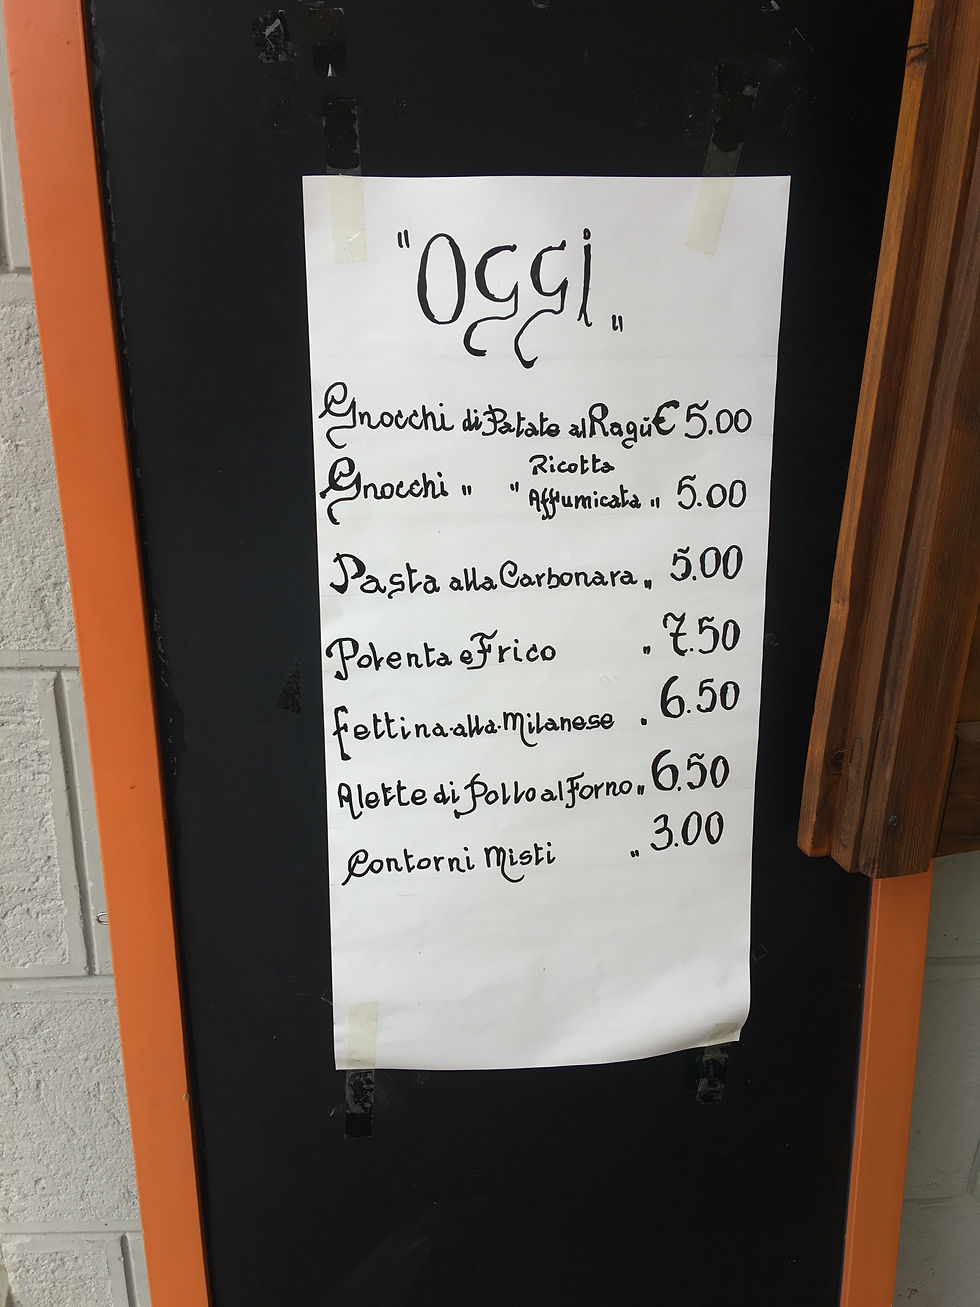 "Oggi"
Gnocchi di Patate al Ragù € 5.00
Gnocchi " " Ricotta
Affumicata " 5.00
Pasta alla Carbonara " 5.00
Polenta e Frico " 7.50
Fettina alla Milanese " 6.50
Alette di Pollo al Forno " 6.50
Contorni Misti " 3.00